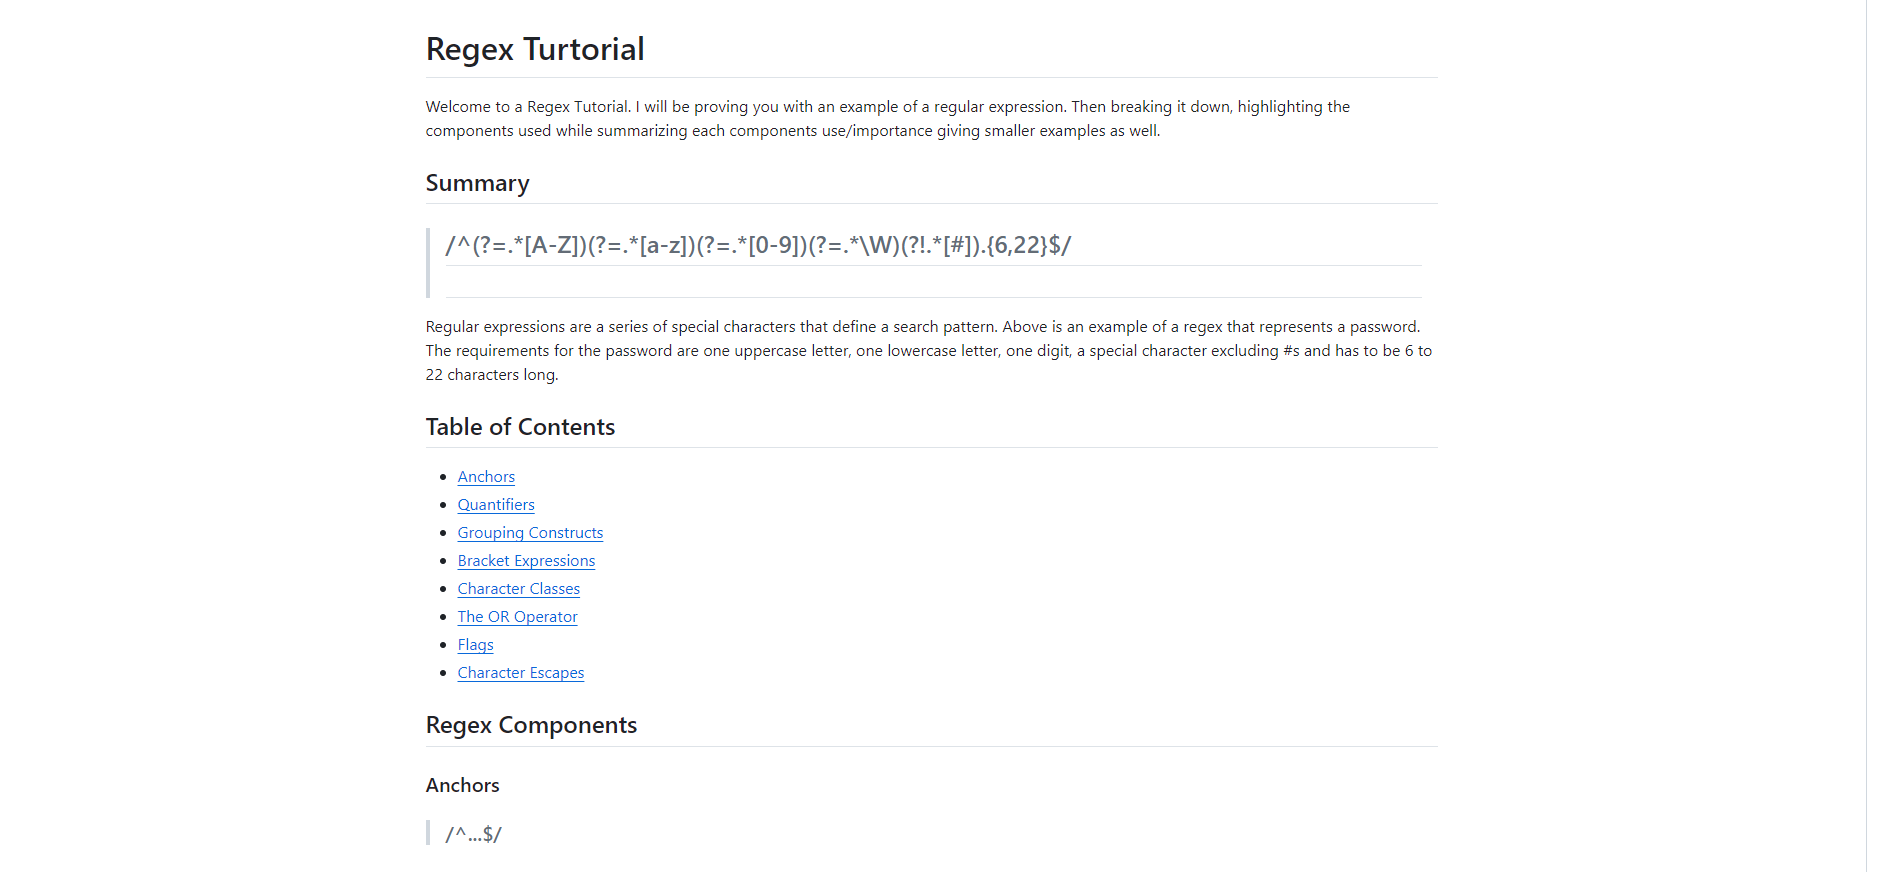 Regex Turtorial
Welcome to a Regex Tutorial. I will be proving you with an example of a regular expression. Then breaking it down, highlighting the
components used while summarizing each components use/importance giving smaller examples as well.
Summary
/^(?=.*[A-Z])(?=.*[a-z])(?=.*[0-9])(?=.*\W)(?!.*[#]).{6,22}$/
Regular expressions are a series of special characters that define a search pattern. Above is an example of a regex that represents a password.
The requirements for the password are one uppercase letter, one lowercase letter, one digit, a special character excluding #s and has to be 6 to
22 characters long.
Table of Contents
• Anchors
• Quantifiers
• Grouping Constructs
• Bracket Expressions
• Character Classes
• The OR Operator
• Flags
• Character Escapes
Regex Components
Anchors
/^...$/